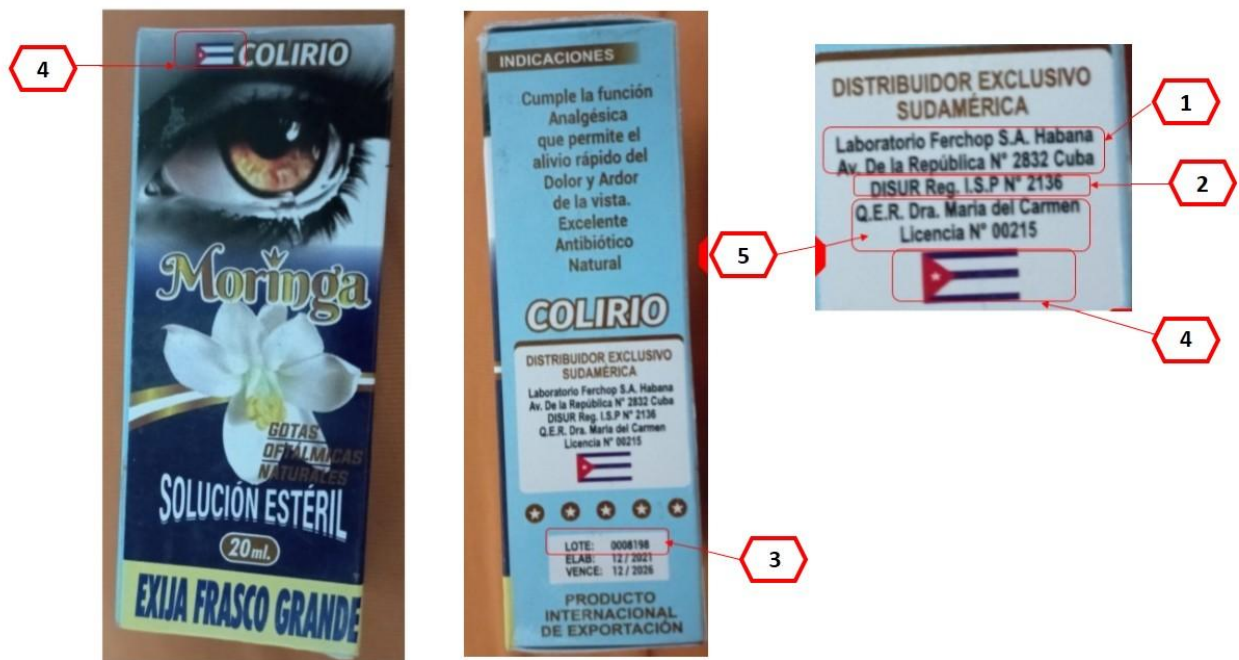 4
COLIRIO
Moringa
GOTAS
OFTÁLMICAS
NATURALES
SOLUCIÓN ESTÉRIL
20ml.
EXIJA FRASCO GRANDE
INDICACIONES
Cumple la función
Analgésica
que permite el
alivio rápido del
Dolor y Ardor
de la vista.
Excelente
Antibiótico
Natural
COLIRIO
DISTRIBUIDOR EXCLUSIVO
SUDAMÉRICA
Laboratorio Ferchop S.A. Habana
Av. De la República N° 2832 Cuba
DISUR Reg. I.S.P N° 2136
Q.E.R. Dra. Maria del Carmen
Licencia N° 00215
LOTE: 0008198
ELAB: 12 / 2021
VENCE: 12 / 2026
PRODUCTO
INTERNACIONAL
DE EXPORTACIÓN
3
DISTRIBUIDOR EXCLUSIVO
SUDAMÉRICA
Laboratorio Ferchop S.A. Habana
Av. De la República N° 2832 Cuba
DISUR Reg. I.S.P N° 2136
Q.E.R. Dra. Maria del Carmen
Licencia N° 00215
1
2
5
4